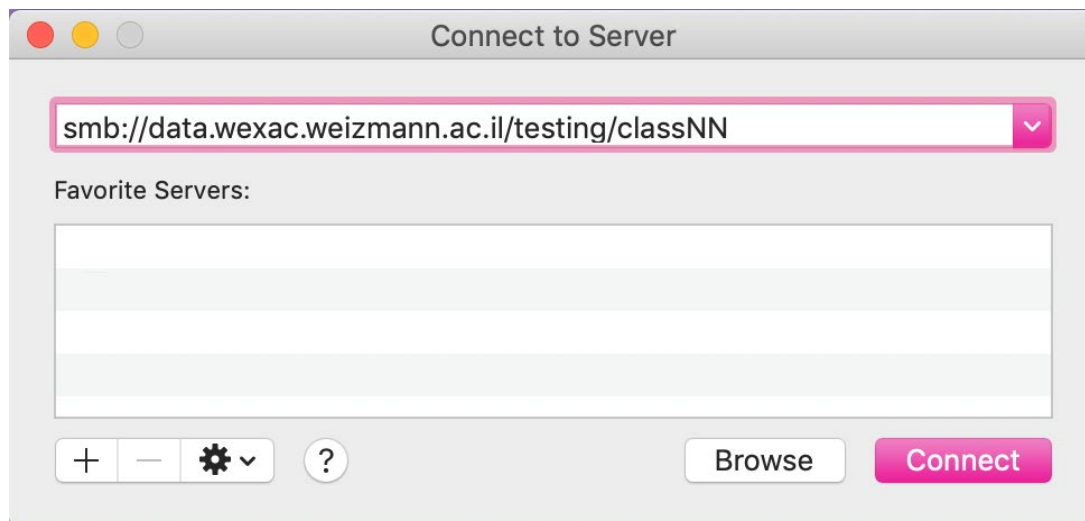 Connect to Server
smb://data.wexac.weizmann.ac.il/testing/classNN
Favorite Servers:
?
Browse
Connect